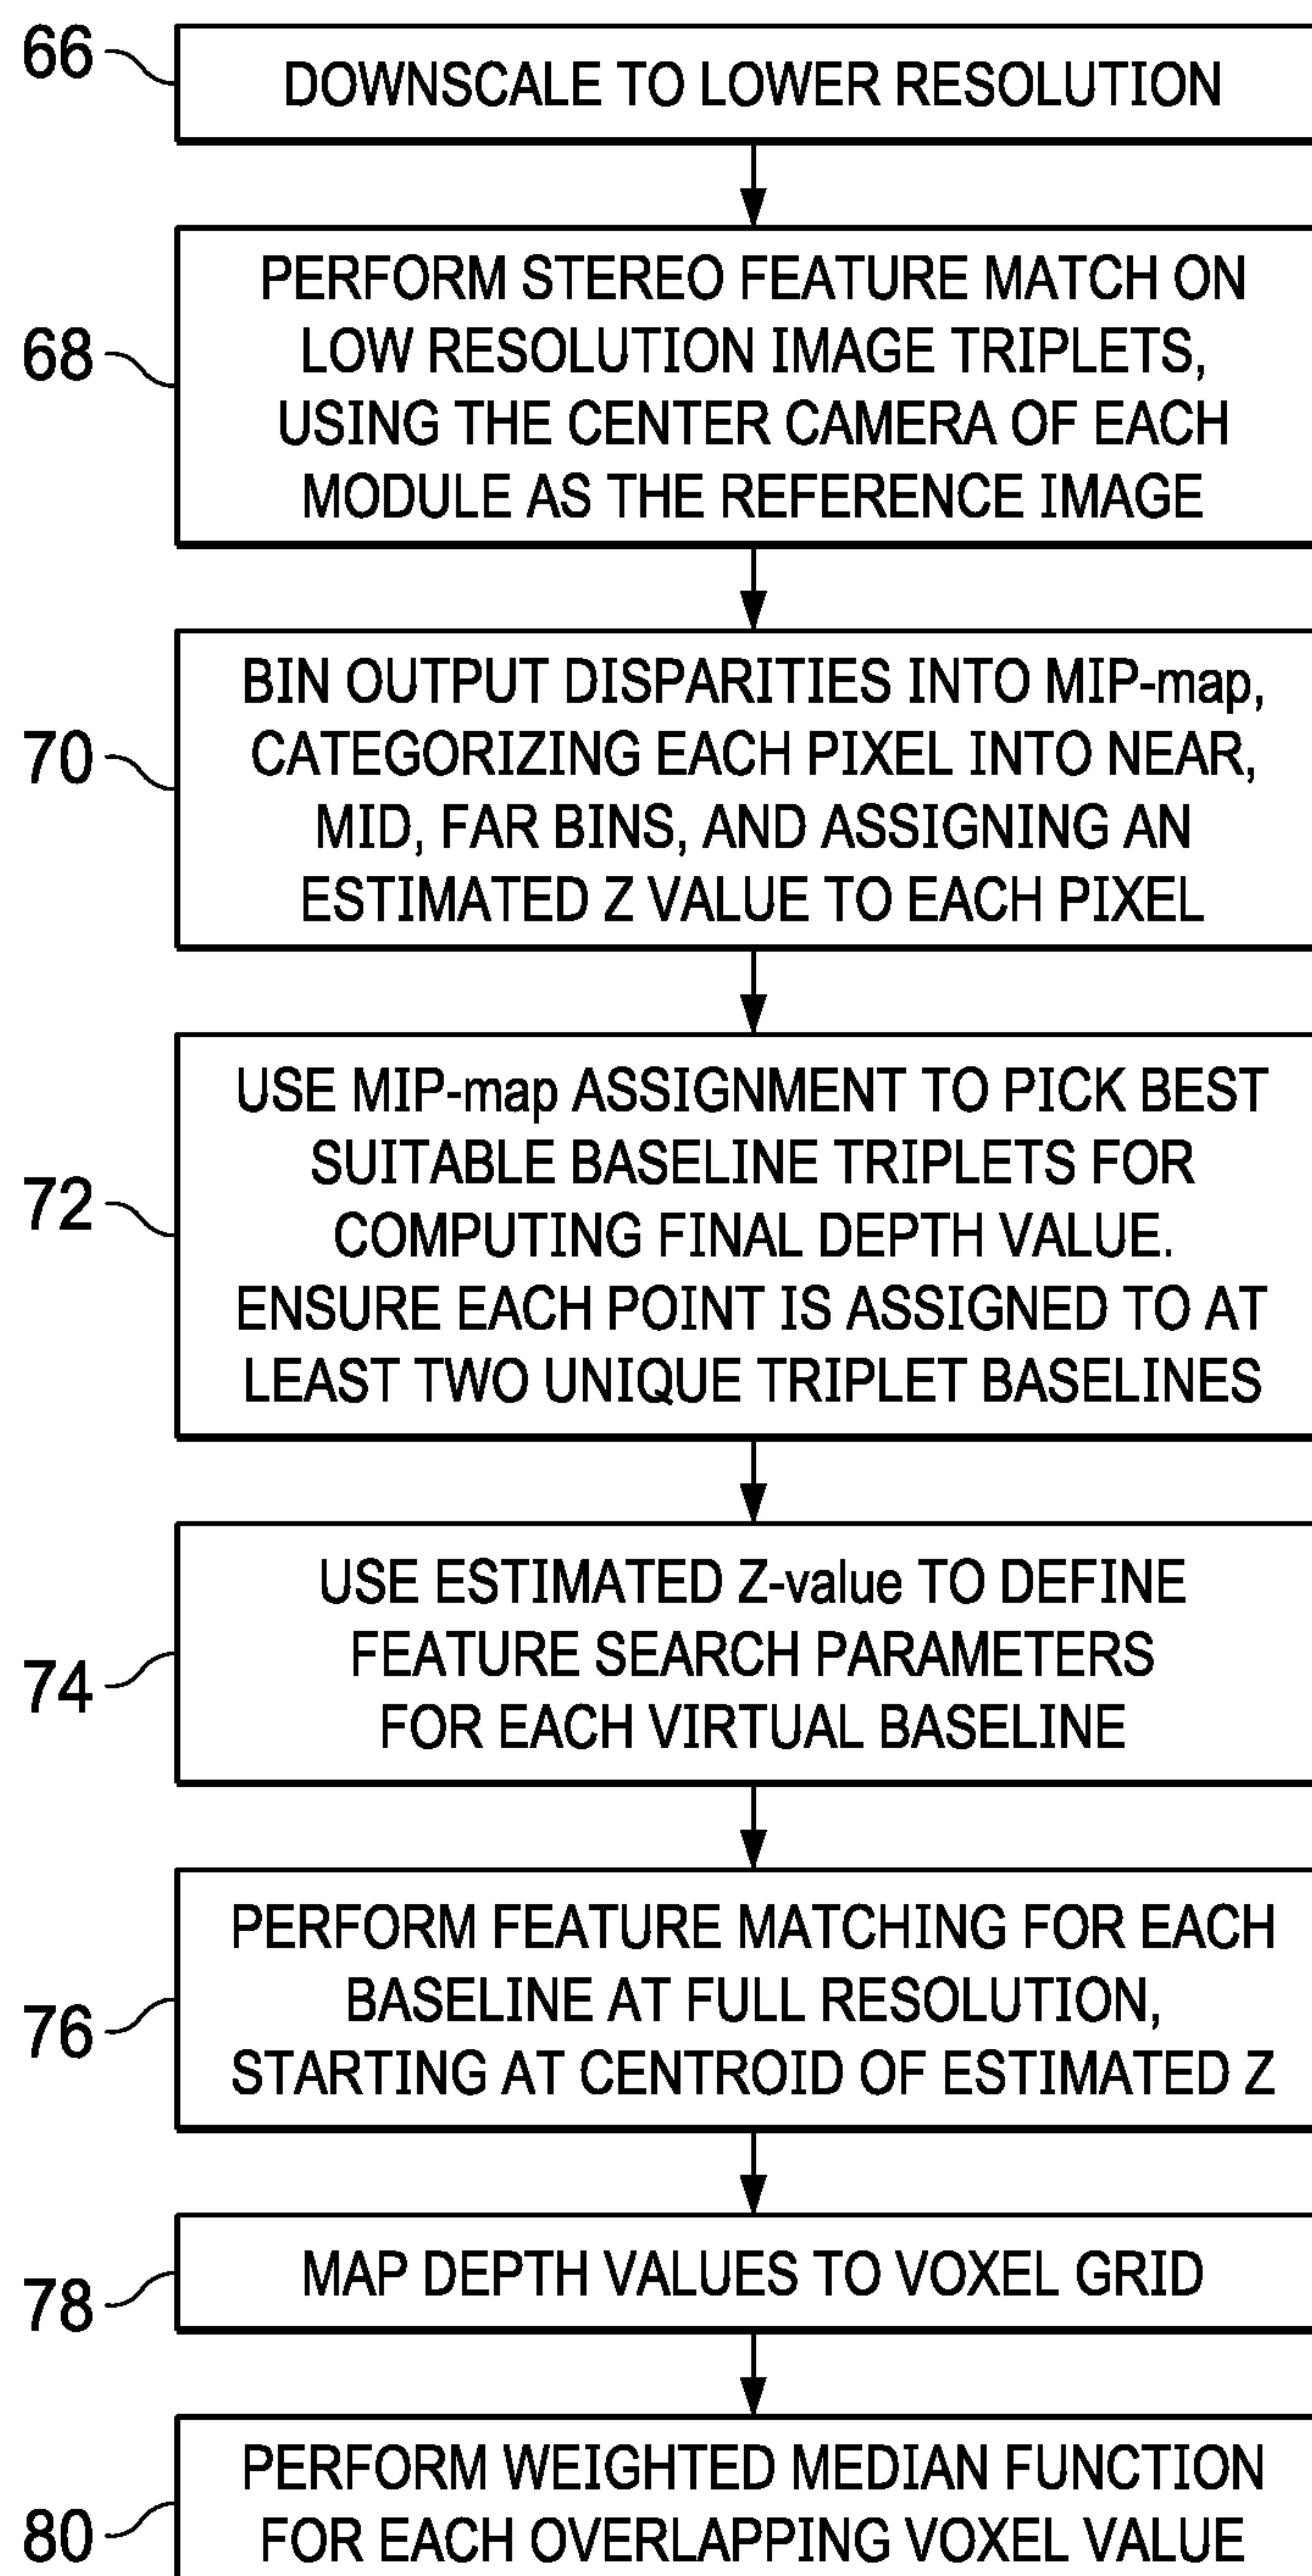 66
DOWNSCALE TO LOWER RESOLUTION
68
PERFORM STEREO FEATURE MATCH ON
LOW RESOLUTION IMAGE TRIPLETS,
USING THE CENTER CAMERA OF EACH
MODULE AS THE REFERENCE IMAGE
70
BIN OUTPUT DISPARITIES INTO MIP-map,
CATEGORIZING EACH PIXEL INTO NEAR,
MID, FAR BINS, AND ASSIGNING AN
ESTIMATED Z VALUE TO EACH PIXEL
72
USE MIP-map ASSIGNMENT TO PICK BEST
SUITABLE BASELINE TRIPLETS FOR
COMPUTING FINAL DEPTH VALUE.
ENSURE EACH POINT IS ASSIGNED TO AT
LEAST TWO UNIQUE TRIPLET BASELINES
74
USE ESTIMATED Z-value TO DEFINE
FEATURE SEARCH PARAMETERS
FOR EACH VIRTUAL BASELINE
76
PERFORM FEATURE MATCHING FOR EACH
BASELINE AT FULL RESOLUTION,
STARTING AT CENTROID OF ESTIMATED Z
78
MAP DEPTH VALUES TO VOXEL GRID
80
PERFORM WEIGHTED MEDIAN FUNCTION
FOR EACH OVERLAPPING VOXEL VALUE